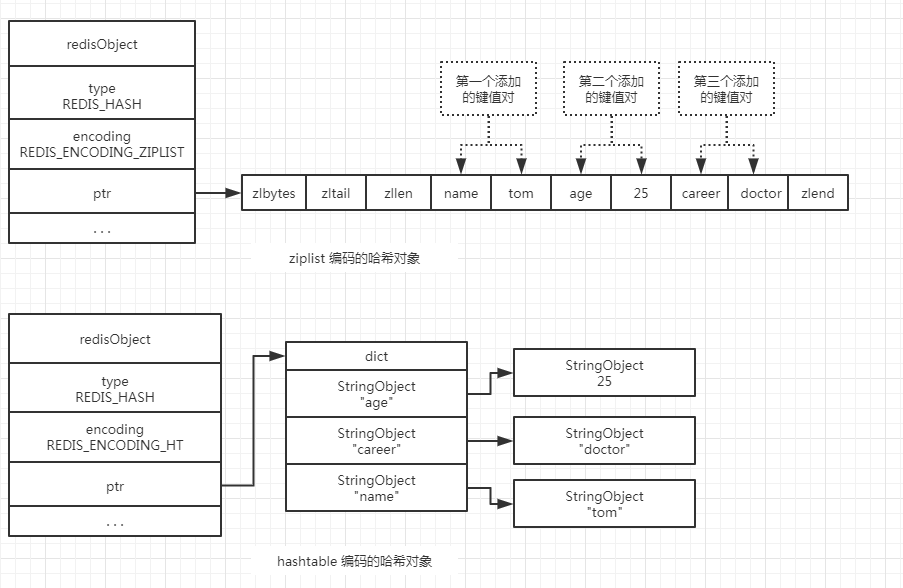 redisObject
type
REDIS_HASH
encoding
REDIS_ENCODING_ZIPLIST
ptr
...
第一个添加
的键值对
第二个添加
的键值对
第三个添加
的键值对
zlbytes zltail zllen name tom age 25 career doctor zlend
ziplist 编码的哈希对象
redisObject
type
REDIS_HASH
encoding
REDIS_ENCODING_HT
ptr
...
dict
StringObject
"age"
StringObject
"career"
StringObject
"name"
StringObject
25
StringObject
"doctor"
StringObject
"tom"
hashtable 编码的哈希对象